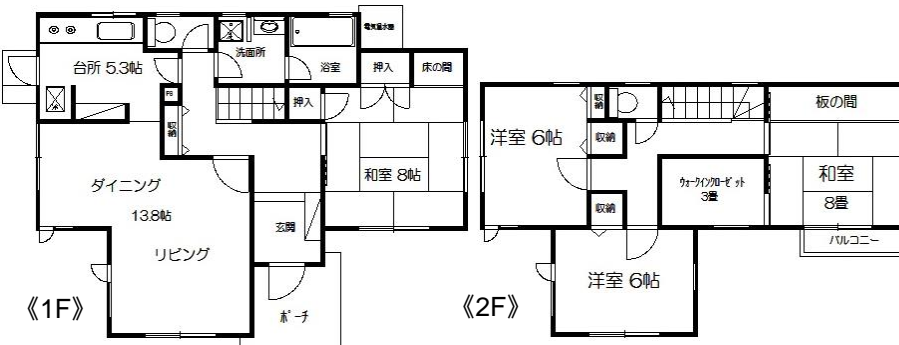 電気温水器
洗面所
浴室
押入
床の間
台所 5.3帖
PS
収納
押入
和室 8帖
ダイニング
13.8帖
リビング
玄関
ポーチ
《1F》
収納
板の間
洋室 6帖
収納
ウォークインクローゼット
3畳
和室
8畳
収納
バルコニー
洋室 6帖
《2F》